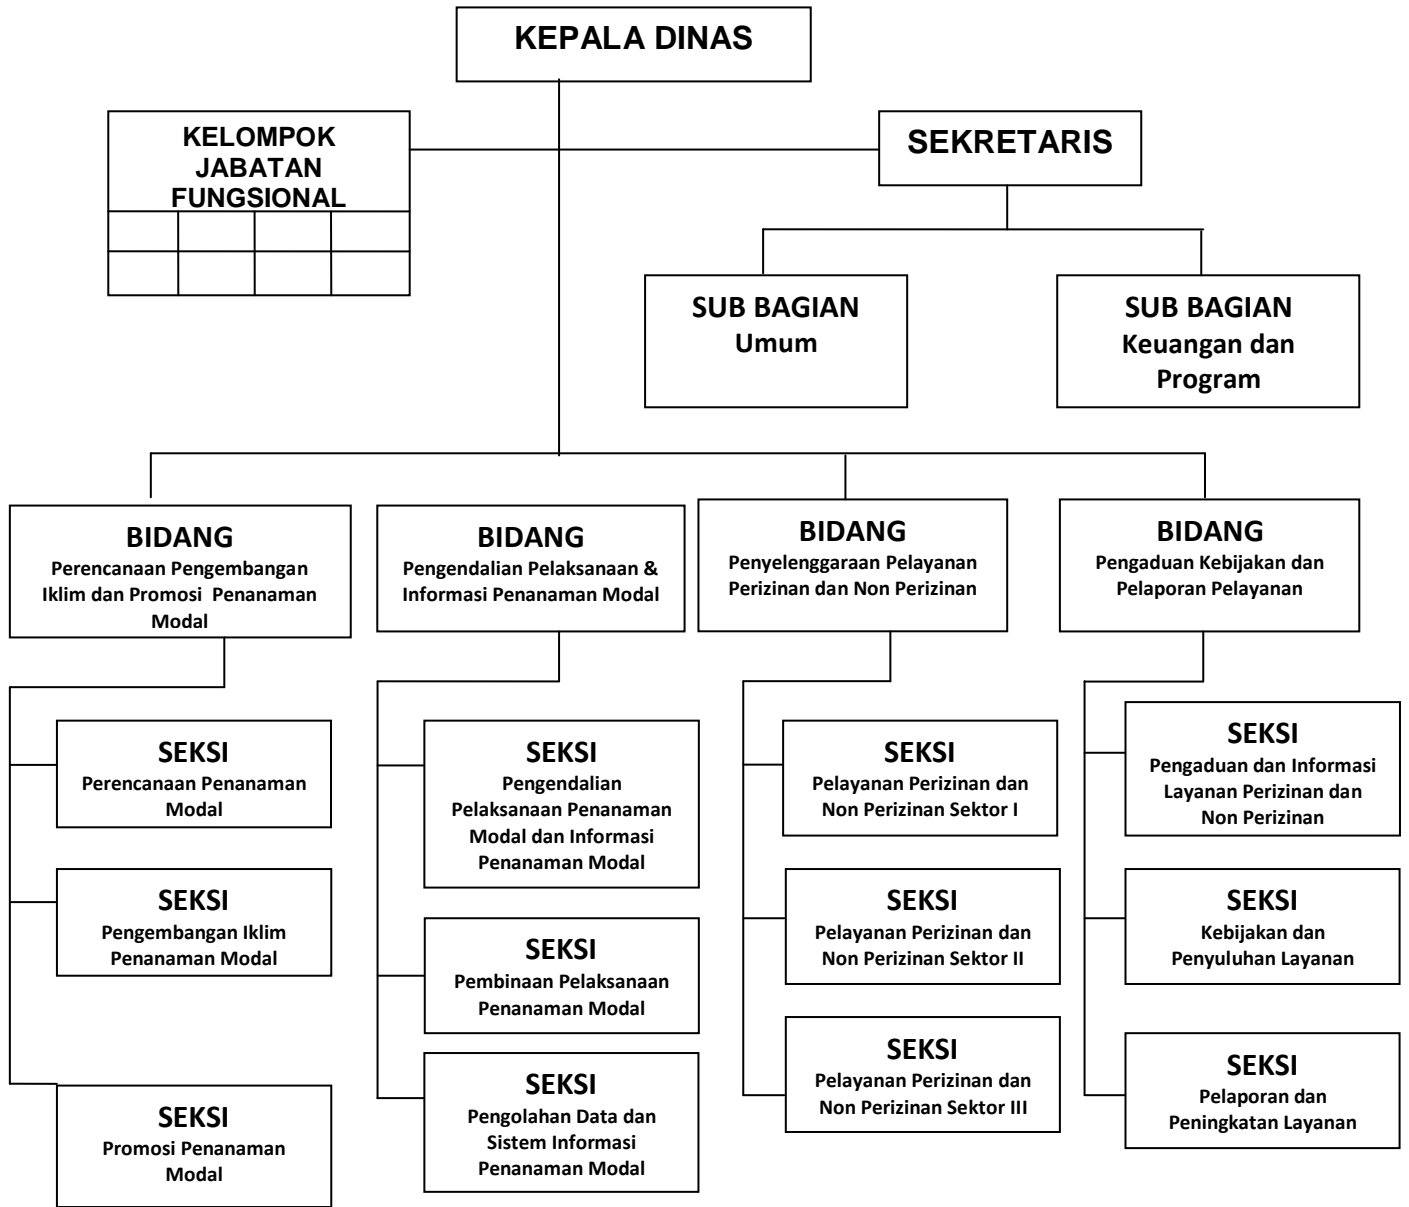 KEPALA DINAS
KELOMPOK
JABATAN
FUNGSIONAL
SEKRETARIS
SUB BAGIAN
Umum
SUB BAGIAN
Keuangan dan
Program
BIDANG
Perencanaan Pengembangan
Iklim dan Promosi Penanaman
Modal
BIDANG
Pengendalian Pelaksanaan &
Informasi Penanaman Modal
BIDANG
Penyelenggaraan Pelayanan
Perizinan dan Non Perizinan
BIDANG
Pengaduan Kebijakan dan
Pelaporan Pelayanan
SEKSI
Perencanaan Penanaman
Modal
SEKSI
Pengembangan Iklim
Penanaman Modal
SEKSI
Promosi Penanaman
Modal
SEKSI
Pengendalian
Pelaksanaan Penanaman
Modal dan Informasi
Penanaman Modal
SEKSI
Pembinaan Pelaksanaan
Penanaman Modal
SEKSI
Pengolahan Data dan
Sistem Informasi
Penanaman Modal
SEKSI
Pelayanan Perizinan dan
Non Perizinan Sektor I
SEKSI
Pelayanan Perizinan dan
Non Perizinan Sektor II
SEKSI
Pelayanan Perizinan dan
Non Perizinan Sektor III
SEKSI
Pengaduan dan Informasi
Layanan Perizinan dan
Non Perizinan
SEKSI
Kebijakan dan
Penyuluhan Layanan
SEKSI
Pelaporan dan
Peningkatan Layanan